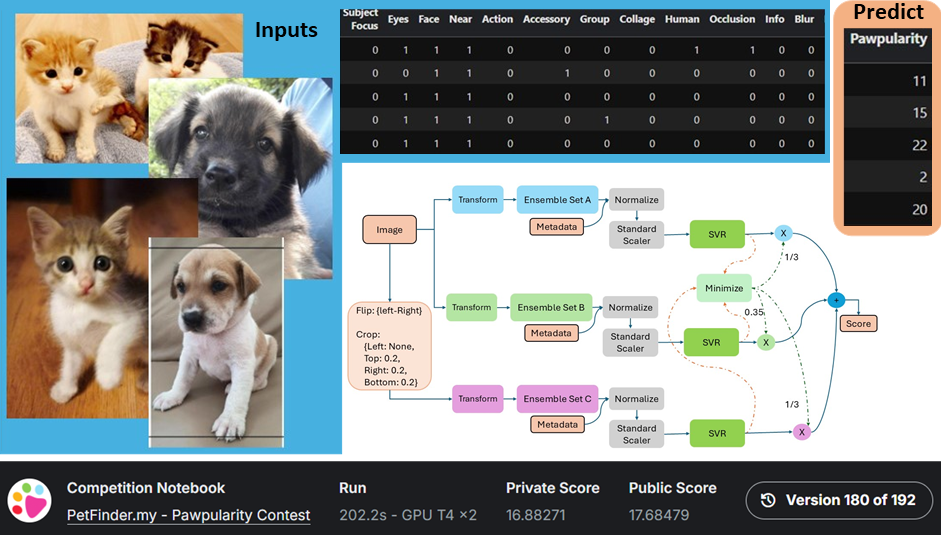 Inputs
Subject Focus Eyes Face Near Action Accessory Group Collage Human Occlusion Info Blur
0 1 1 1 0 0 0 0 1 1 0 0
0 0 1 1 0 1 0 0 0 0 0 0
0 1 1 1 0 0 0 0 0 0 0 0
0 1 1 1 0 0 1 0 0 0 0 0
0 1 1 1 0 0 0 0 0 0 0 0
Predict
Pawpularity
11
15
22
2
20
Image
Transform
Ensemble Set A
Metadata
Normalize
Standard
Scaler
SVR
X
1/3
Minimize
Flip: {left-Right}
Crop:
{Left: None,
Top: 0.2,
Right: 0.2,
Bottom: 0.2}
Transform
Ensemble Set B
Metadata
Normalize
Standard
Scaler
SVR
0.35
X
+
Score
Transform
Ensemble Set C
Metadata
Normalize
Standard
Scaler
SVR
1/3
X
Competition Notebook
PetFinder.my - Pawpularity Contest
Run
202.2s - GPU T4 ×2
Private Score
16.88271
Public Score
17.68479
Version 180 of 192